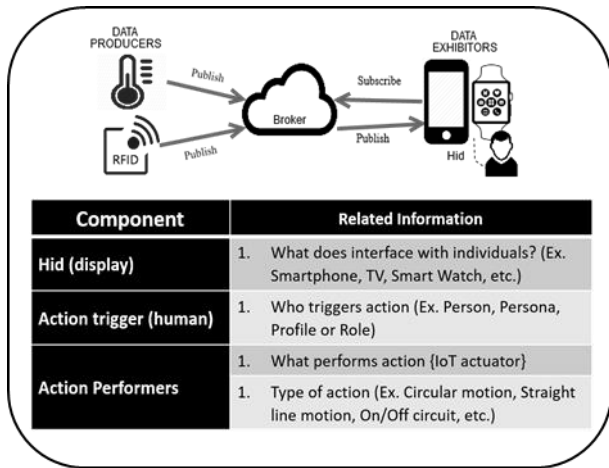 DATA
PRODUCERS
DATA
EXHIBITORS
Publish
Subscribe
Broker
Publish
Publish
RFID
Hid
Component
Related Information
Hid (display)
1. What does interface with individuals? (Ex.
Smartphone, TV, Smart Watch, etc.)
Action trigger (human)
1. Who triggers action (Ex. Person, Persona,
Profile or Role)
Action Performers
1. What performs action {IoT actuator}
1. Type of action (Ex. Circular motion, Straight
line motion, On/Off circuit, etc.)